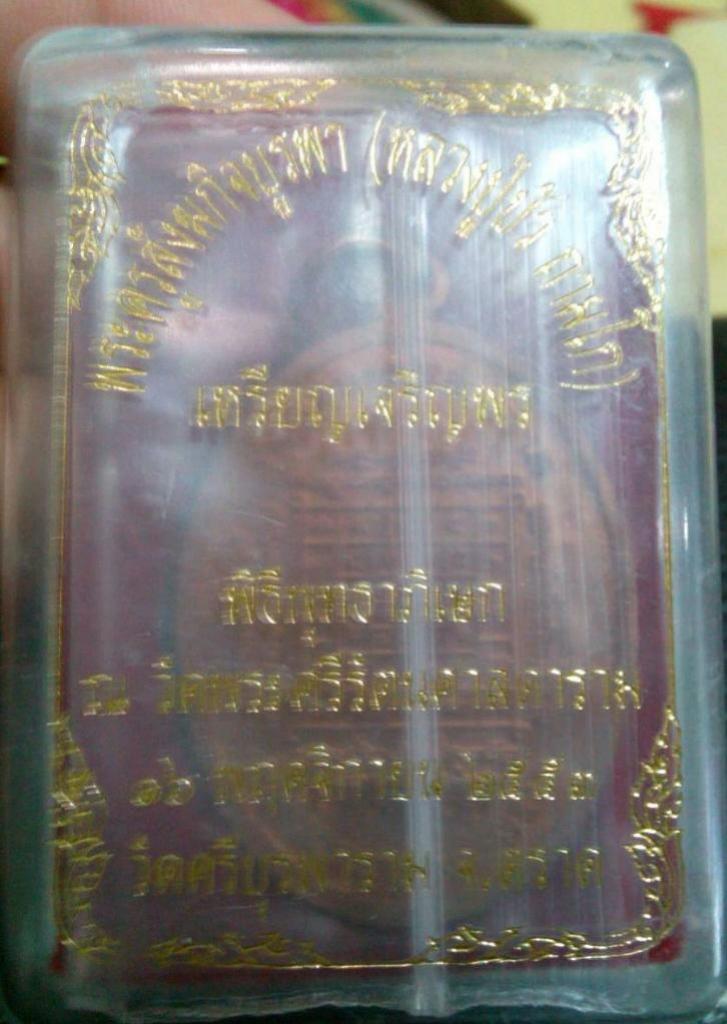 พระครูสังฆกิจบูรพา (หลวงปู่บัว ถามโก)
เหรียญเจริญพร
พิธีพุทธาภิเษก
ณ วัดพระศรีรัตนศาสดาราม
๑๖ พฤศจิกายน ๒๕๕๓
วัดศรีบุรพาราม จ.ตราด